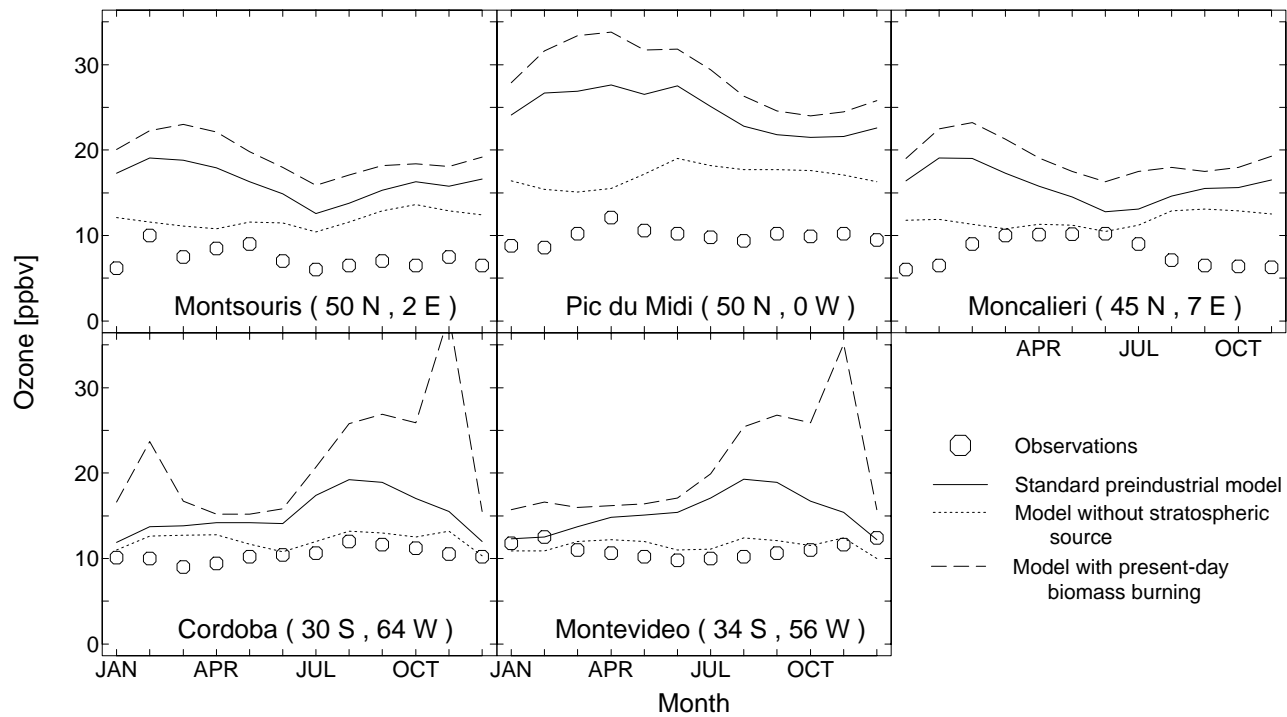 Ozone [ppbv]
30
20
10
0
Montsouris ( 50 N , 2 E )
Pic du Midi ( 50 N , 0 W )
Moncalieri ( 45 N , 7 E )
APR JUL OCT
30
20
10
0
Cordoba ( 30 S , 64 W )
Montevideo ( 34 S , 56 W )
JAN APR JUL OCT
JAN APR JUL OCT
Month
Observations
Standard preindustrial model
Model without stratospheric
source
Model with present-day
biomass burning